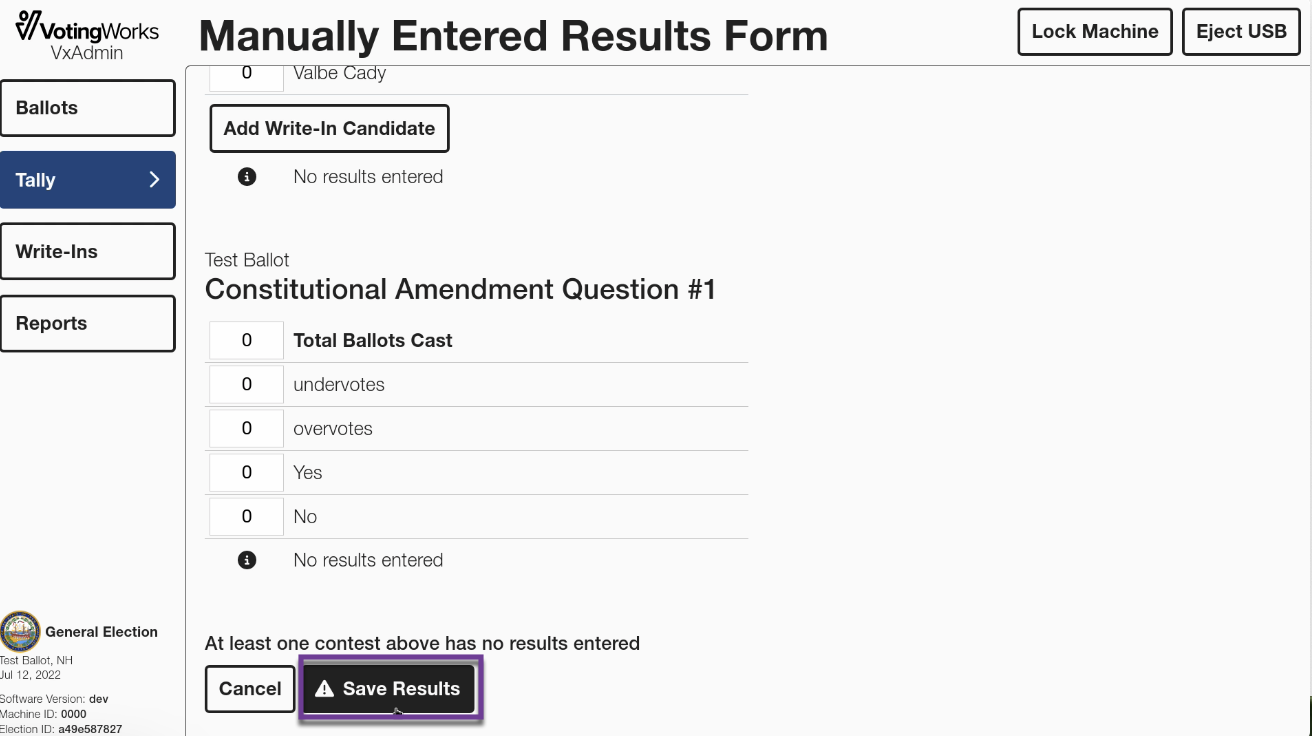 VotingWorks
VxAdmin
Manually Entered Results Form
Lock Machine
Eject USB
Ballots
Tally
Write-Ins
Reports
0 Valbe Cady
Add Write-In Candidate
No results entered
Test Ballot
Constitutional Amendment Question #1
0 Total Ballots Cast
0 undervotes
0 overvotes
0 Yes
0 No
No results entered
At least one contest above has no results entered
Cancel
Save Results
General Election
Test Ballot, NH
Jul 12, 2022
Software Version: dev
Machine ID: 0000
Election ID: a49e587827